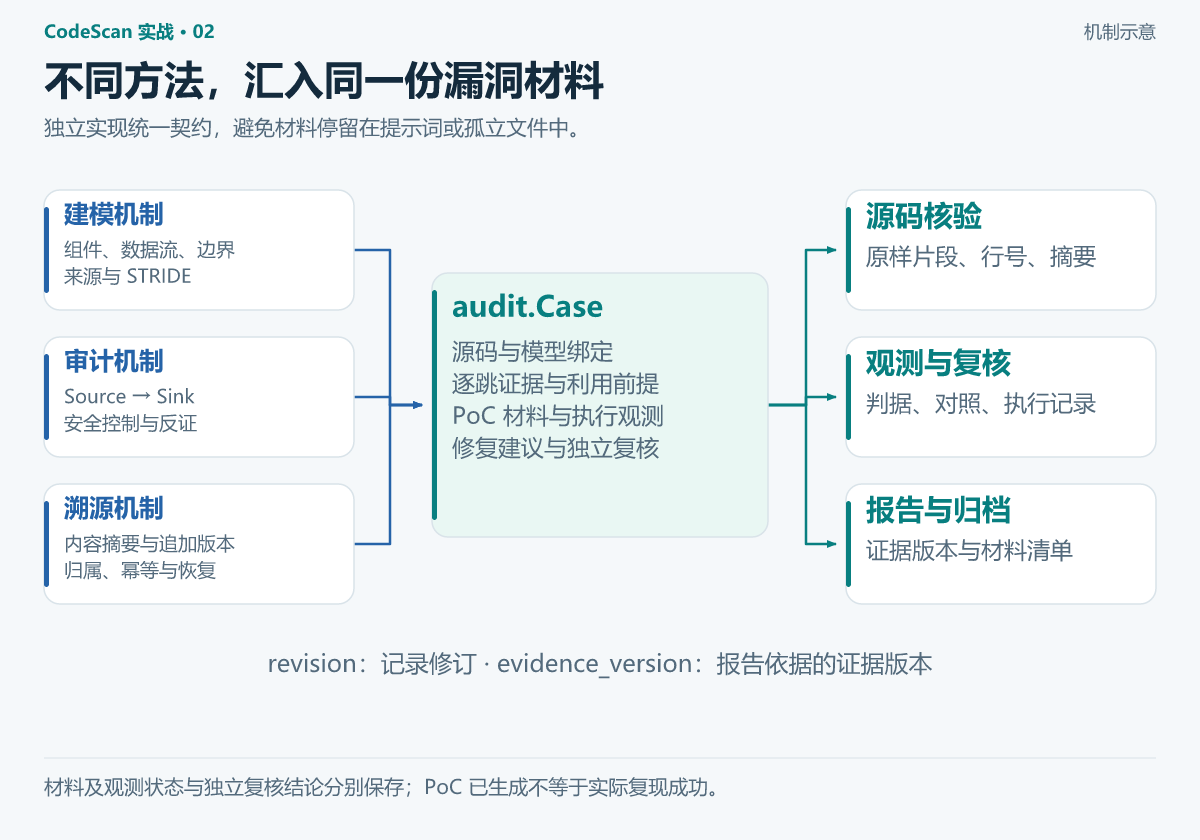 CodeScan 实战 • 02
机制示意
不同方法，汇入同一份漏洞材料
独立实现统一契约，避免材料停留在提示词或孤立文件中。
建模机制
组件、数据流、边界
来源与 STRIDE
审计机制
Source → Sink
安全控制与反证
溯源机制
内容摘要与追加版本
归属、幂等与恢复
audit.Case
源码与模型绑定
逐跳证据与利用前提
PoC 材料与执行观测
修复建议与独立复核
源码核验
原样片段、行号、摘要
观测与复核
判据、对照、执行记录
报告与归档
证据版本与材料清单
revision：记录修订 · evidence_version：报告依据的证据版本
材料及观测状态与独立复核结论分别保存；PoC 已生成不等于实际复现成功。